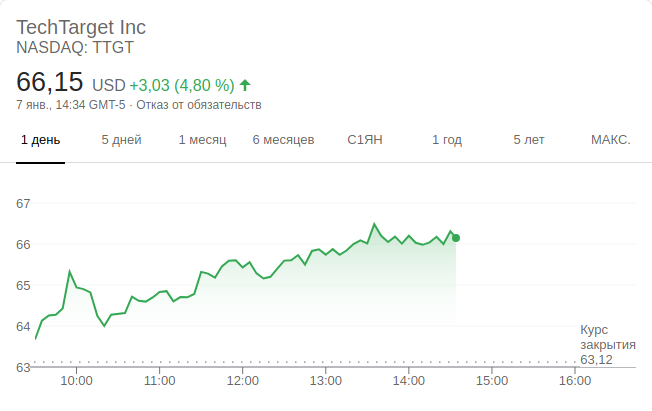 TechTarget Inc
NASDAQ: TTGT
66,15 USD +3,03 (4,80 %)
7 янв., 14:34 GMT-5 · Отказ от обязательств
1 день 5 дней 1 месяц 6 месяцев С1ЯН 1 год 5 лет МАКС.
67
66
65
64
Курс
закрытия
63,12
63
10:00 11:00 12:00 13:00 14:00 15:00 16:00